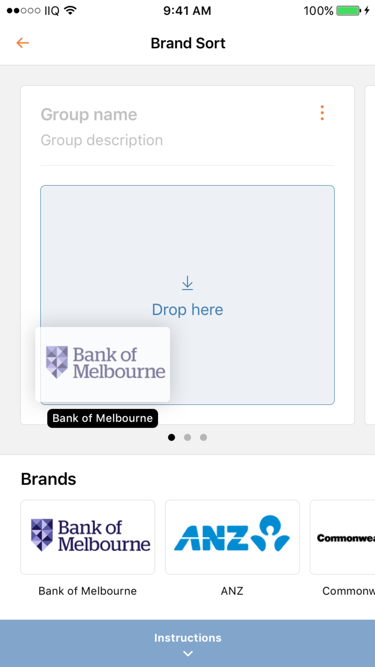 IIQ 9:41 AM 100%
Brand Sort
Group name
Group description
Drop here
Bank of
Melbourne
Bank of Melbourne
Brands
Bank of
Melbourne
ANZ
Commonwea
Bank of Melbourne
ANZ
Commonw
Instructions